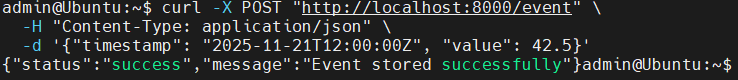 admin@Ubuntu:~$ curl -X POST "http://localhost:8000/event" \
  -H "Content-Type: application/json" \
  -d '{"timestamp": "2025-11-21T12:00:00Z", "value": 42.5}'
{"status":"success","message":"Event stored successfully"}admin@Ubuntu:~$